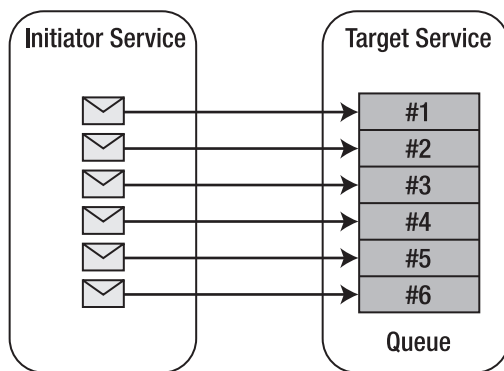 Initiator Service
Target Service
#1
#2
#3
#4
#5
#6
Queue